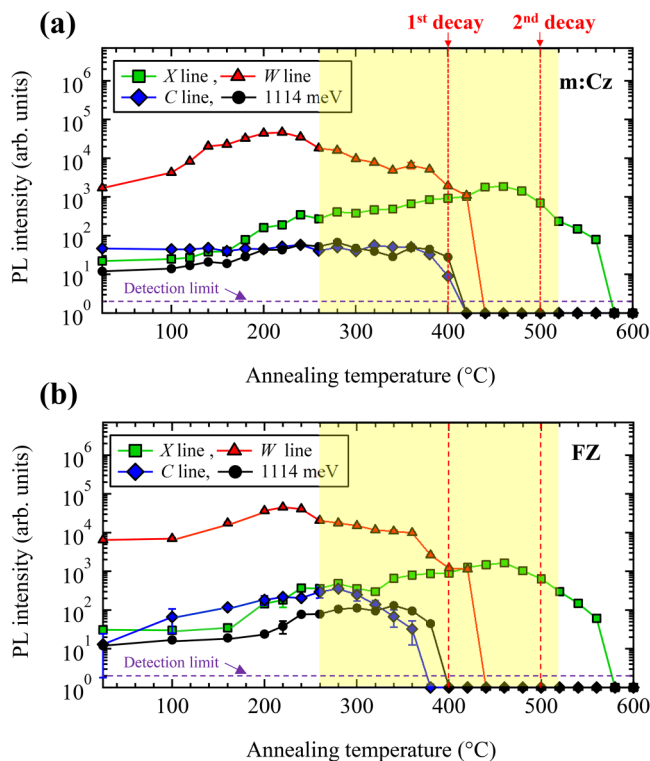 (a)
1st decay 2nd decay
m:Cz
X line , W line
C line, 1114 meV
PL intensity (arb. units)
10^6
10^5
10^4
10^3
10^2
10^1
10^0
Detection limit
100 200 300 400 500 600
Annealing temperature (°C)
(b)
FZ
X line , W line
C line, 1114 meV
PL intensity (arb. units)
10^6
10^5
10^4
10^3
10^2
10^1
10^0
Detection limit
100 200 300 400 500 600
Annealing temperature (°C)